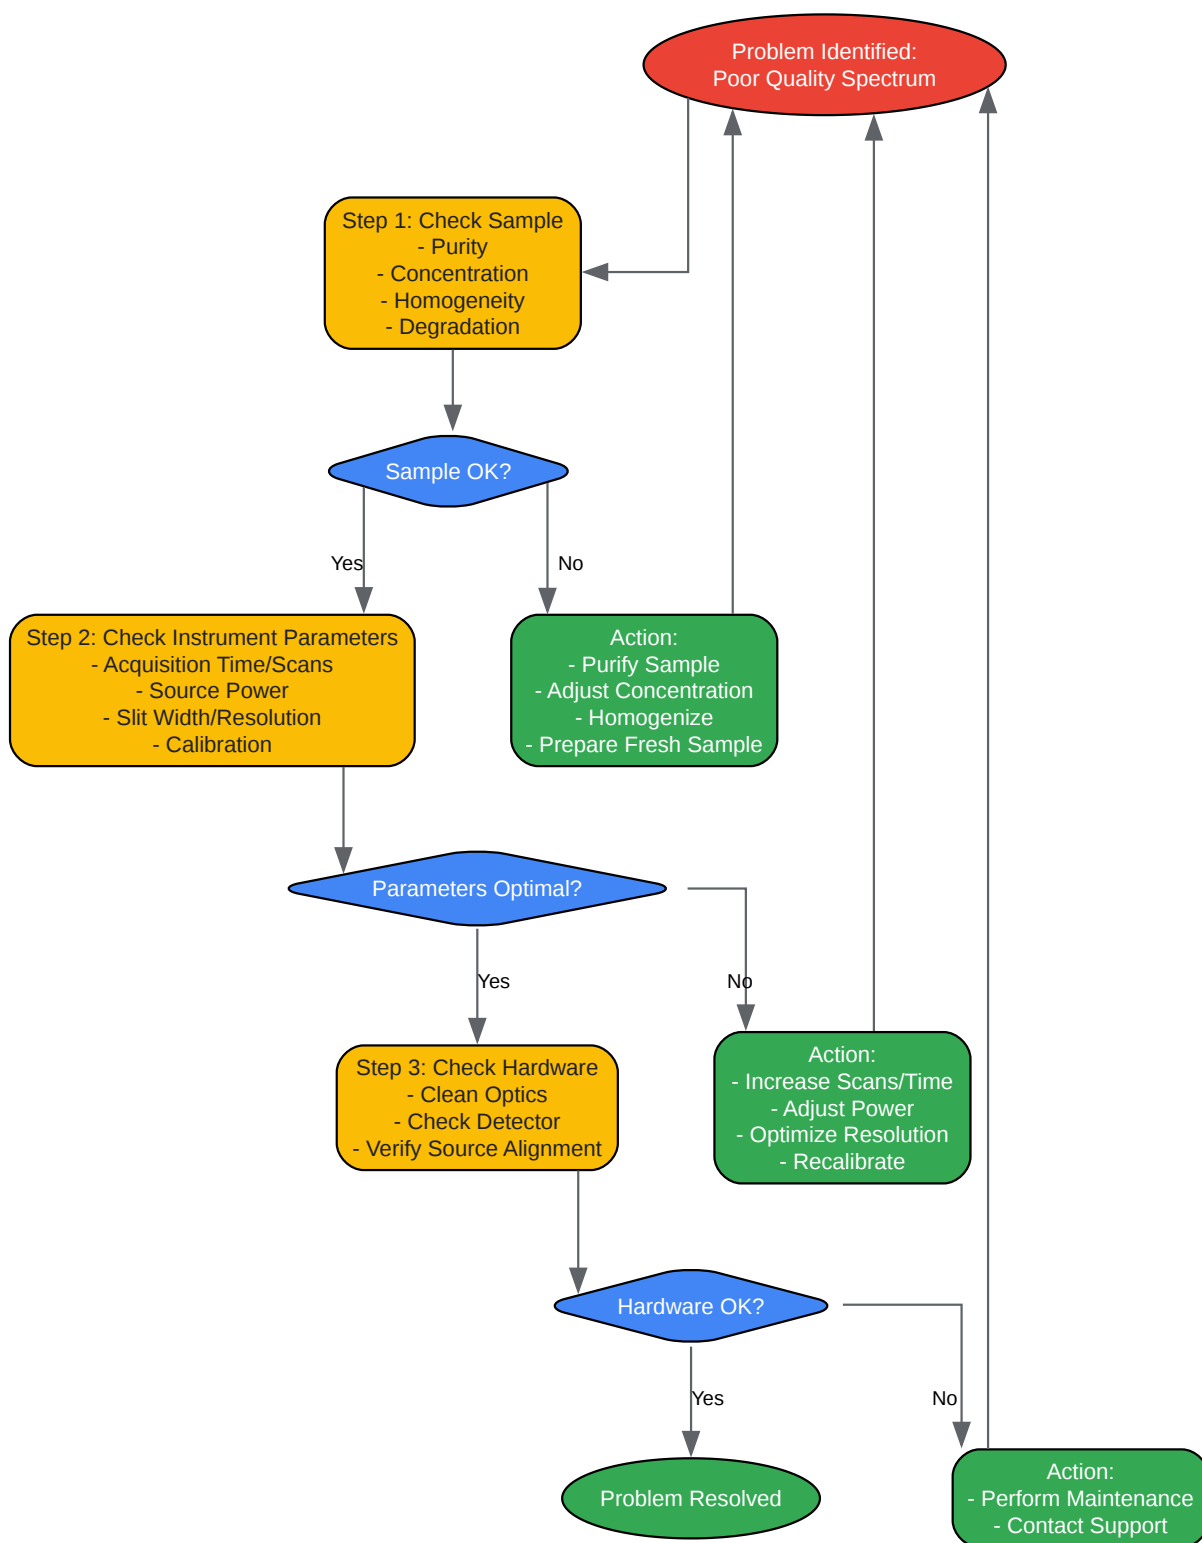 Problem Identified:
Poor Quality Spectrum
Step 1: Check Sample
- Purity
- Concentration
- Homogeneity
- Degradation
Sample OK?
Yes
No
Step 2: Check Instrument Parameters
- Acquisition Time/Scans
- Source Power
- Slit Width/Resolution
- Calibration
Action:
- Purify Sample
- Adjust Concentration
- Homogenize
- Prepare Fresh Sample
Parameters Optimal?
Yes
No
Step 3: Check Hardware
- Clean Optics
- Check Detector
- Verify Source Alignment
Action:
- Increase Scans/Time
- Adjust Power
- Optimize Resolution
- Recalibrate
Hardware OK?
Yes
No
Problem Resolved
Action:
- Perform Maintenance
- Contact Support